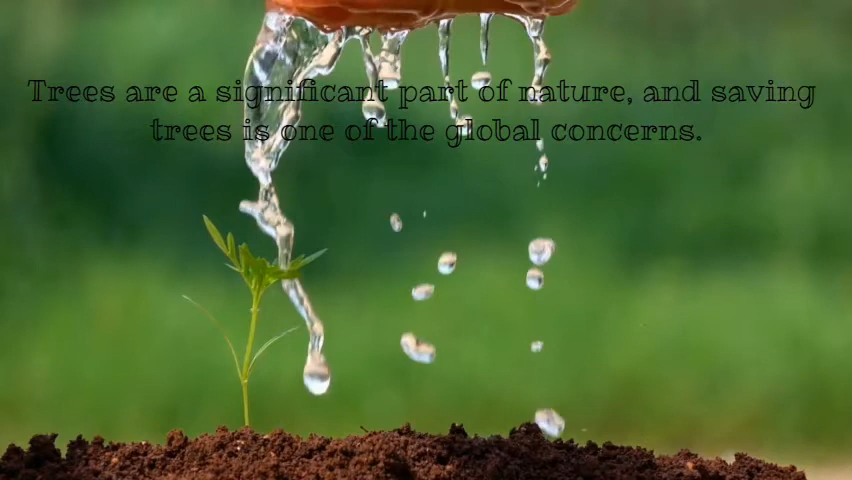 Trees are a significant part of nature, and saving
trees is one of the global concerns.